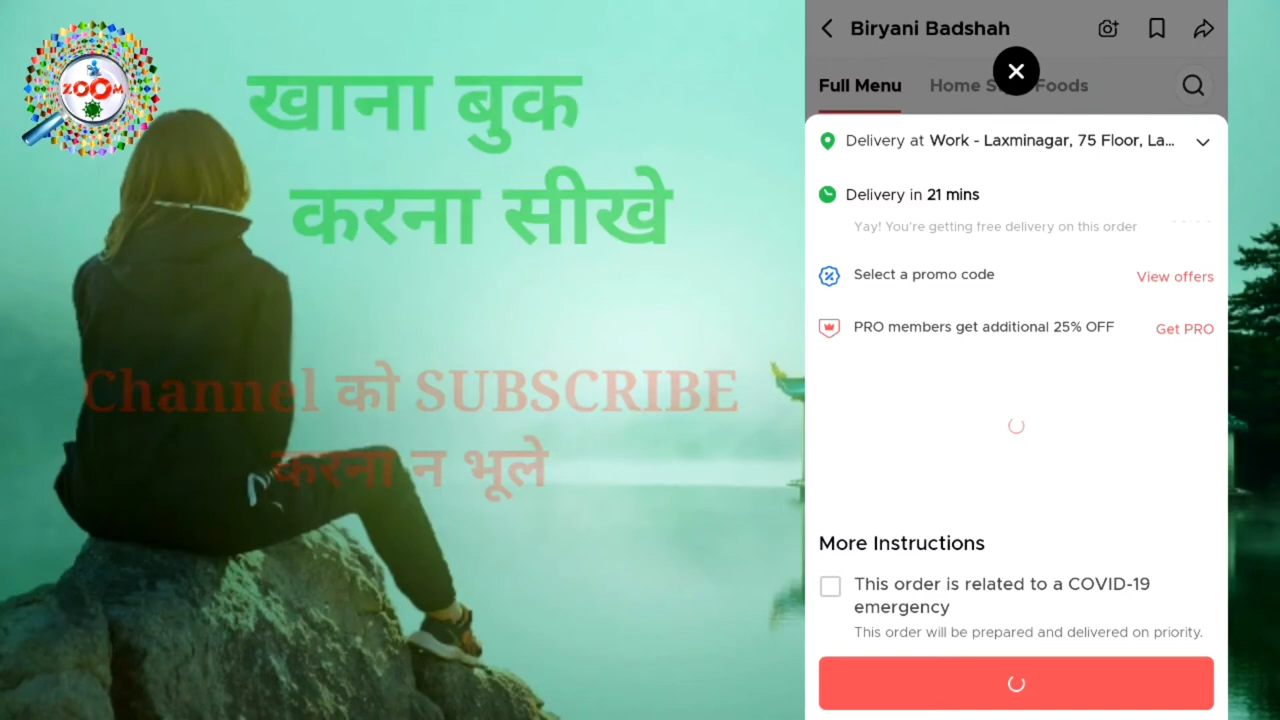 ZOOM
खाना बुक
करना सीखे
Channel को SUBSCRIBE
करना न भूले
Biryani Badshah
Full Menu
Home S
Foods
Delivery at Work - Laxminagar, 75 Floor, La...
Delivery in 21 mins
Yay! You're getting free delivery on this order
Select a promo code
View offers
PRO members get additional 25% OFF
Get PRO
More Instructions
This order is related to a COVID-19
emergency
This order will be prepared and delivered on priority.